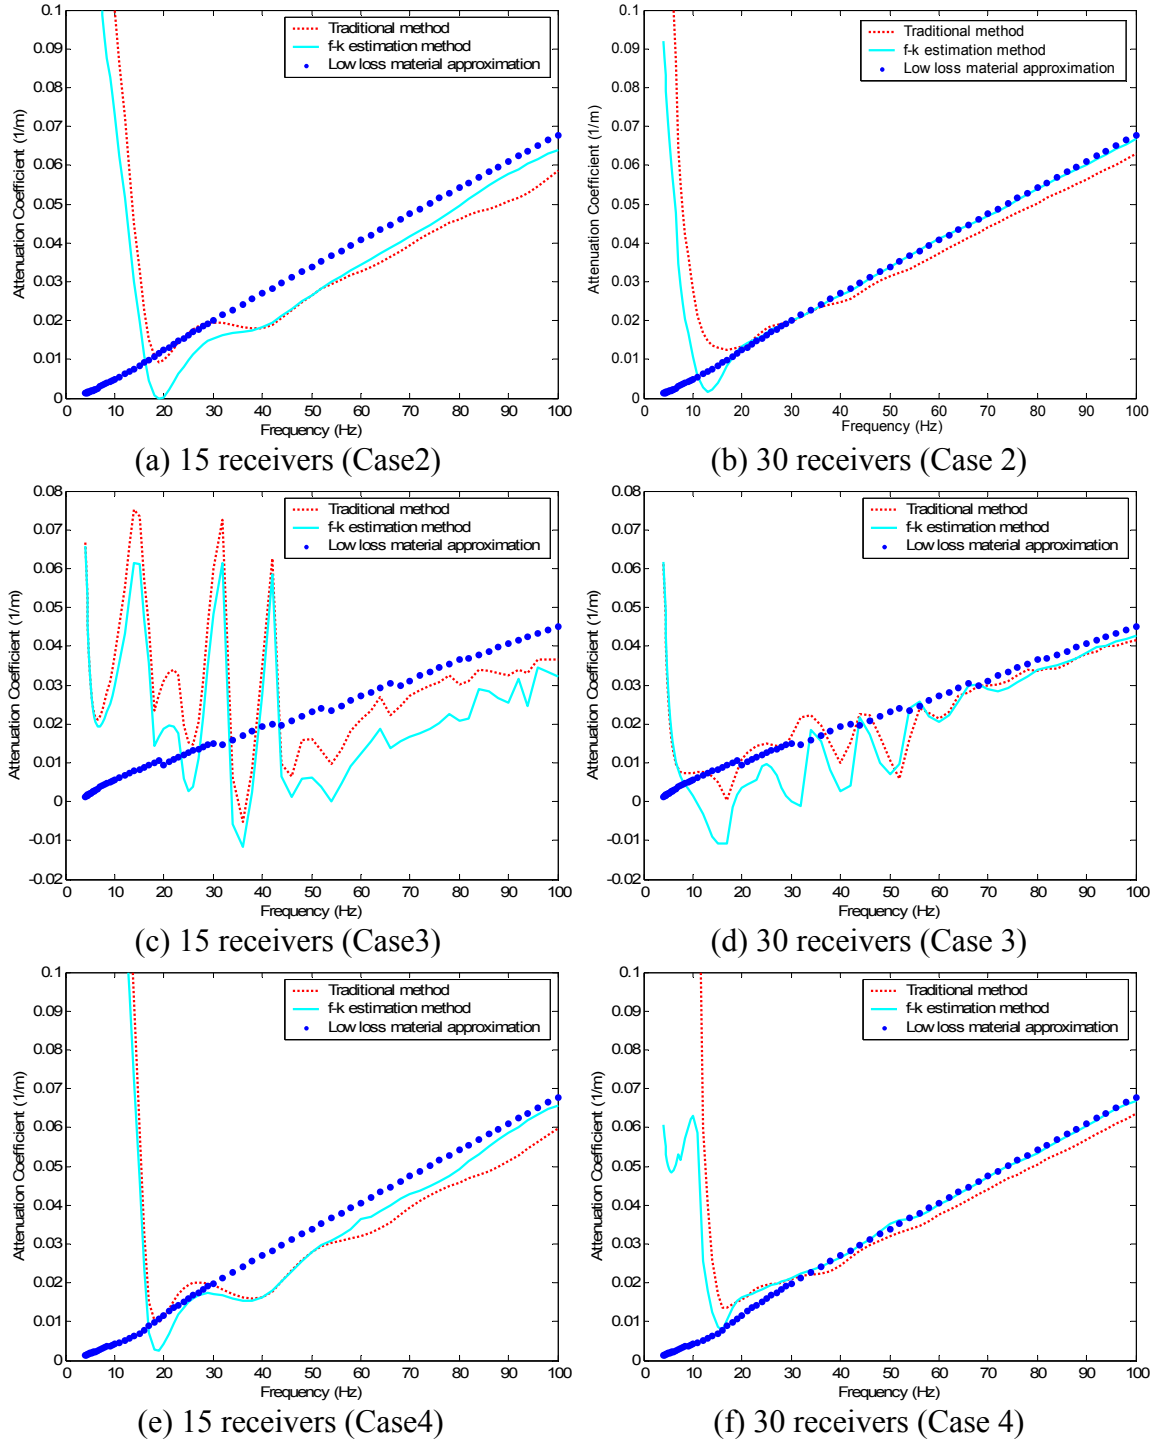 0.1
0.09
0.08
0.07
0.06
0.05
0.04
0.03
0.02
0.01
0
Attenuation Coefficient (1/m)
Traditional method
f-k estimation method
Low loss material approximation
0 10 20 30 40 50 60 70 80 90 100
Frequency (Hz)
(a) 15 receivers (Case2)
0.1
0.09
0.08
0.07
0.06
0.05
0.04
0.03
0.02
0.01
0
Attenuation Coefficient (1/m)
Traditional method
f-k estimation method
Low loss material approximation
0 10 20 30 40 50 60 70 80 90 100
Frequency (Hz)
(b) 30 receivers (Case 2)
0.08
0.07
0.06
0.05
0.04
0.03
0.02
0.01
0
-0.01
-0.02
Attenuation Coefficient (1/m)
Traditional method
f-k estimation method
Low loss material approximation
0 10 20 30 40 50 60 70 80 90 100
Frequency (Hz)
(c) 15 receivers (Case3)
0.08
0.07
0.06
0.05
0.04
0.03
0.02
0.01
0
-0.01
-0.02
Attenuation Coefficient (1/m)
Traditional method
f-k estimation method
Low loss material approximation
0 10 20 30 40 50 60 70 80 90 100
Frequency (Hz)
(d) 30 receivers (Case 3)
0.1
0.09
0.08
0.07
0.06
0.05
0.04
0.03
0.02
0.01
0
Attenuation Coefficient (1/m)
Traditional method
f-k estimation method
Low loss material approximation
0 10 20 30 40 50 60 70 80 90 100
Frequency (Hz)
(e) 15 receivers (Case4)
0.1
0.09
0.08
0.07
0.06
0.05
0.04
0.03
0.02
0.01
0
Attenuation Coefficient (1/m)
Traditional method
f-k estimation method
Low loss material approximation
0 10 20 30 40 50 60 70 80 90 100
Frequency (Hz)
(f) 30 receivers (Case 4)